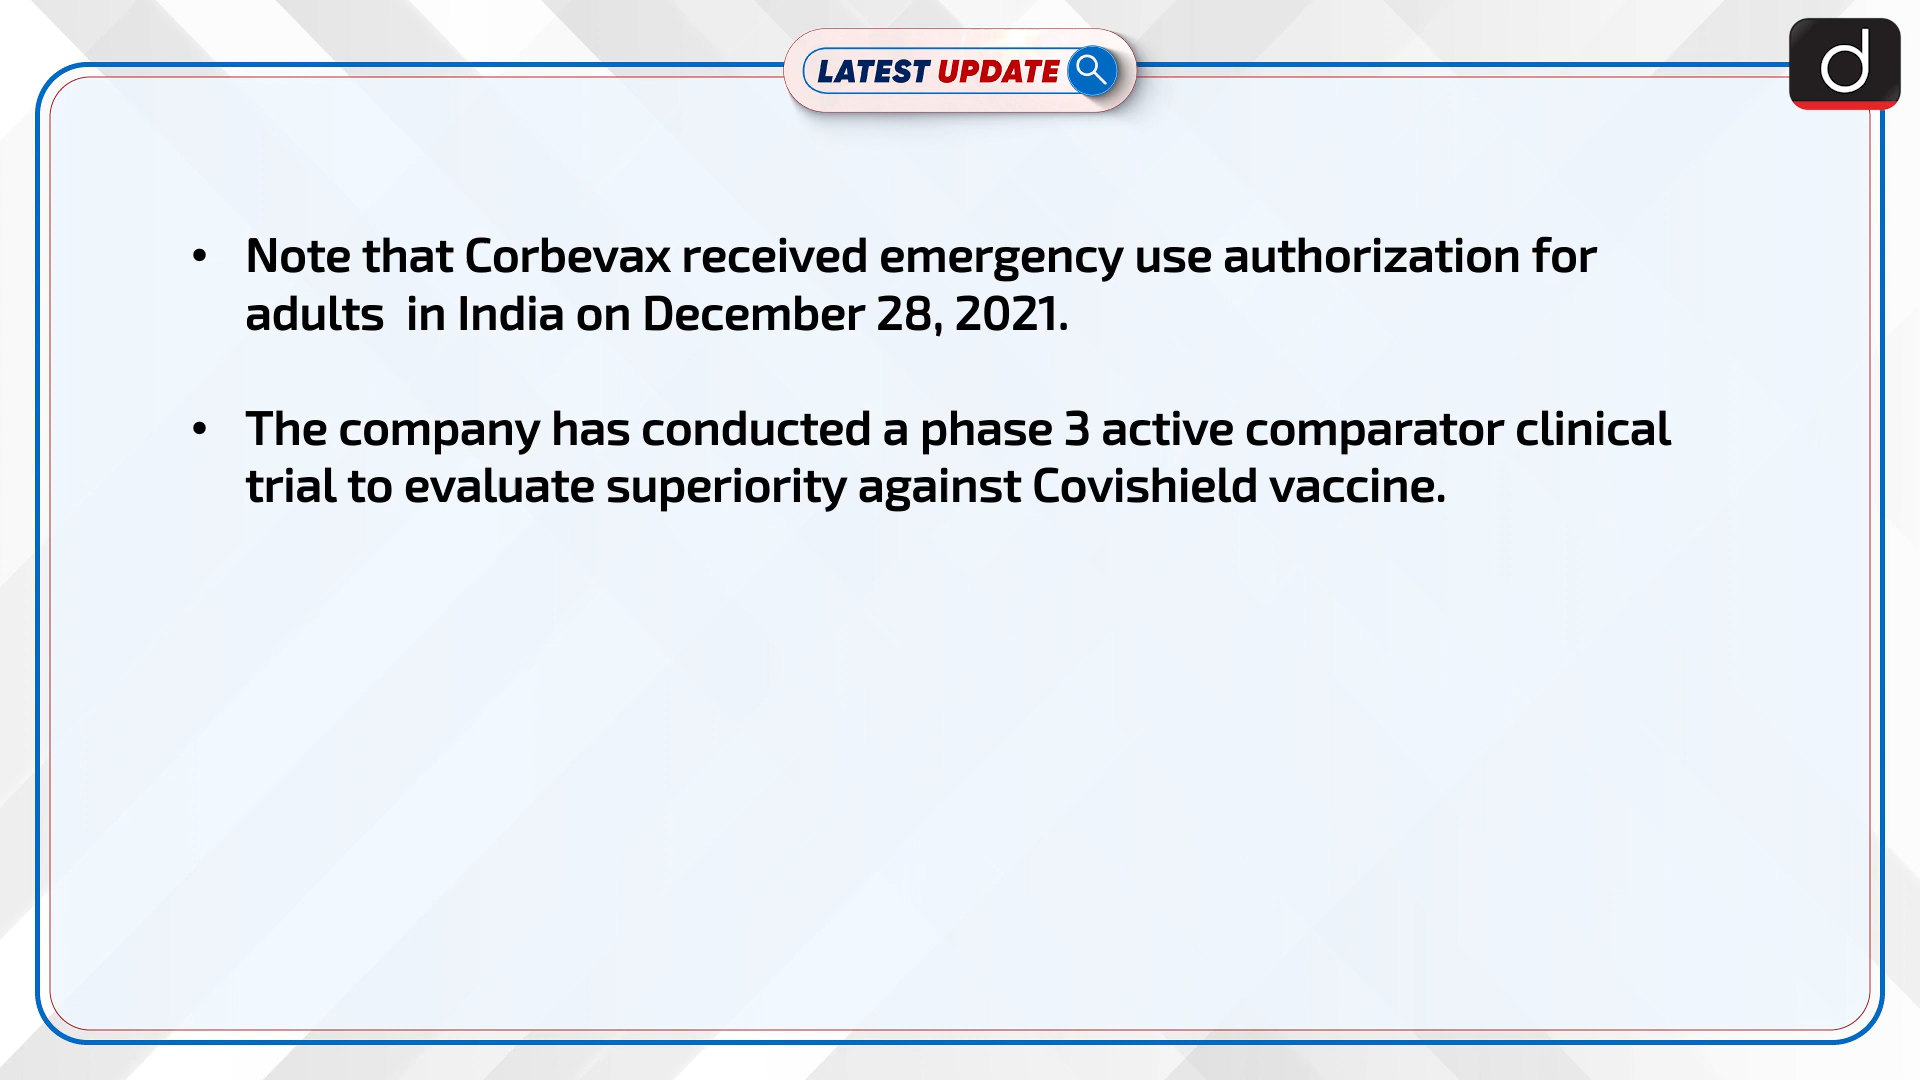 LATEST UPDATE
d
• Note that Corbevax received emergency use authorization for
adults  in India on December 28, 2021.
• The company has conducted a phase 3 active comparator clinical
trial to evaluate superiority against Covishield vaccine.